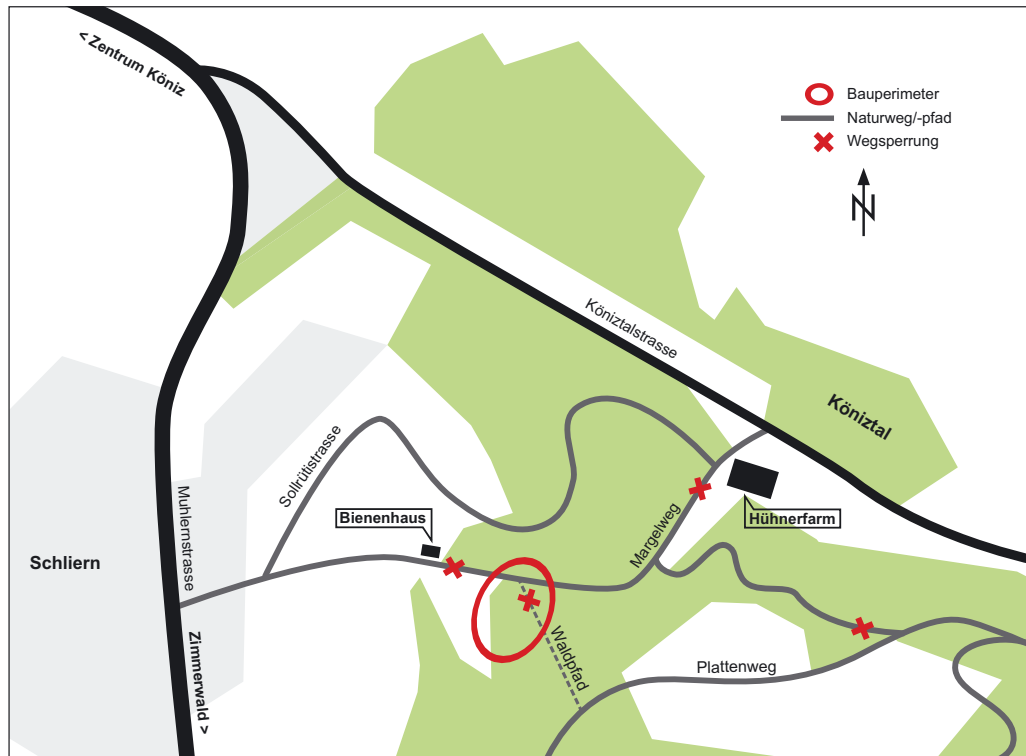 < Zentrum Köniz
Bauperimeter
Naturweg/-pfad
Wegsperrung
N
Köniztalstrasse
Köniztal
Sollrütistrasse
Muhlernstrasse
Bienenhaus
Hühnerfarm
Margelweg
Schliern
Waldpfad
Plattenweg
Zimmerwald >